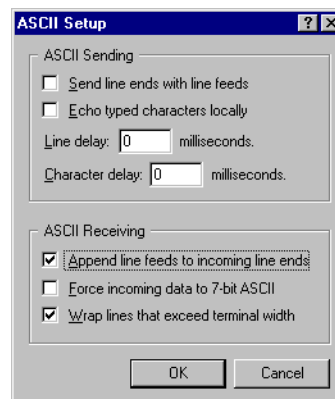 ASCII Setup
ASCII Sending
Send line ends with line feeds
Echo typed characters locally
Line delay: 0 milliseconds.
Character delay: 0 milliseconds.
ASCII Receiving
Append line feeds to incoming line ends
Force incoming data to 7-bit ASCII
Wrap lines that exceed terminal width
OK Cancel